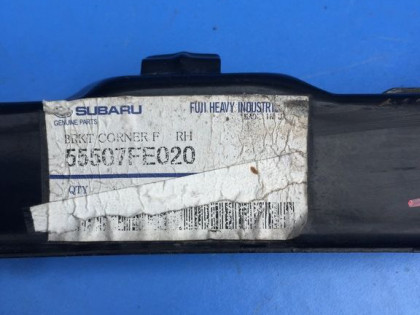 SUBARU
GENUINE PARTS
FUJI HEAVY INDUSTRI
BRKT CORNER F RH
55507FE020
QTY